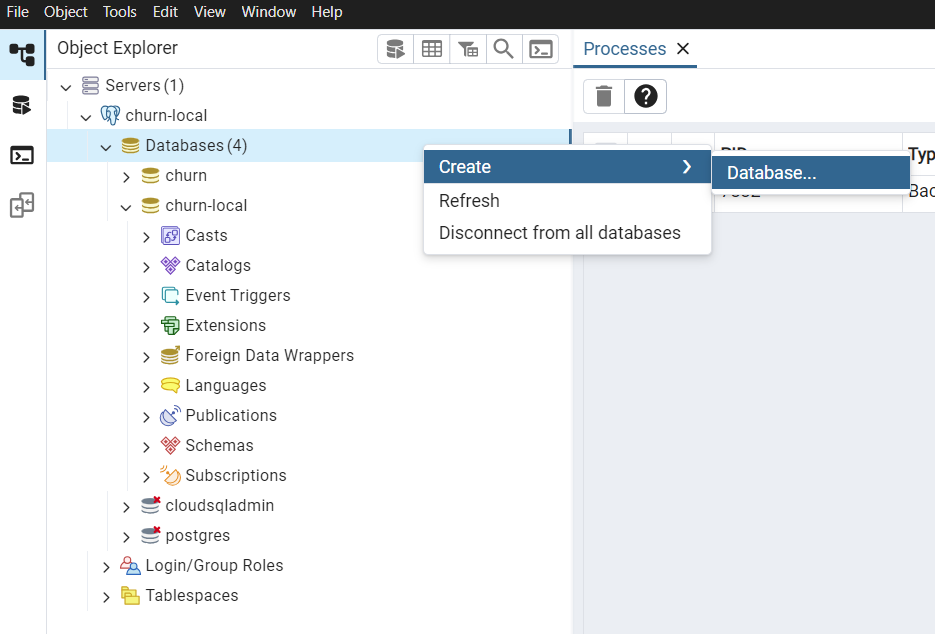 File Object Tools Edit View Window Help
Object Explorer
Processes
Servers (1)
churn-local
Databases (4)
churn
churn-local
Casts
Catalogs
Event Triggers
Extensions
Foreign Data Wrappers
Languages
Publications
Schemas
Subscriptions
cloudsqladmin
postgres
Login/Group Roles
Tablespaces
Create
Refresh
Disconnect from all databases
Database...
PID